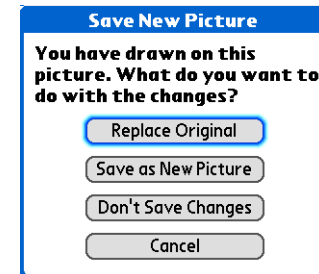 Save New Picture
You have drawn on this
picture. What do you want to
do with the changes?
Replace Original
Save as New Picture
Don't Save Changes
Cancel